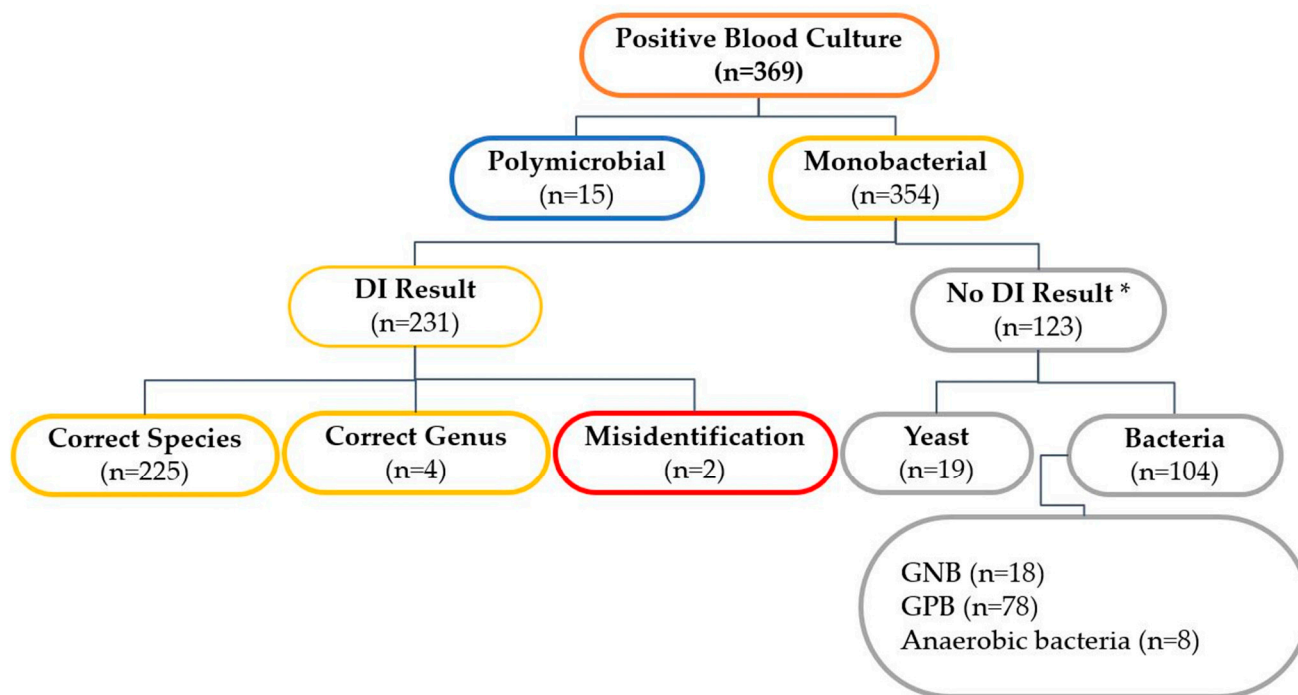 Positive Blood Culture
(n=369)
Polymicrobial
(n=15)
Monobacterial
(n=354)
DI Result
(n=231)
No DI Result *
(n=123)
Correct Species
(n=225)
Correct Genus
(n=4)
Misidentification
(n=2)
Yeast
(n=19)
Bacteria
(n=104)
GNB (n=18)
GPB (n=78)
Anaerobic bacteria (n=8)